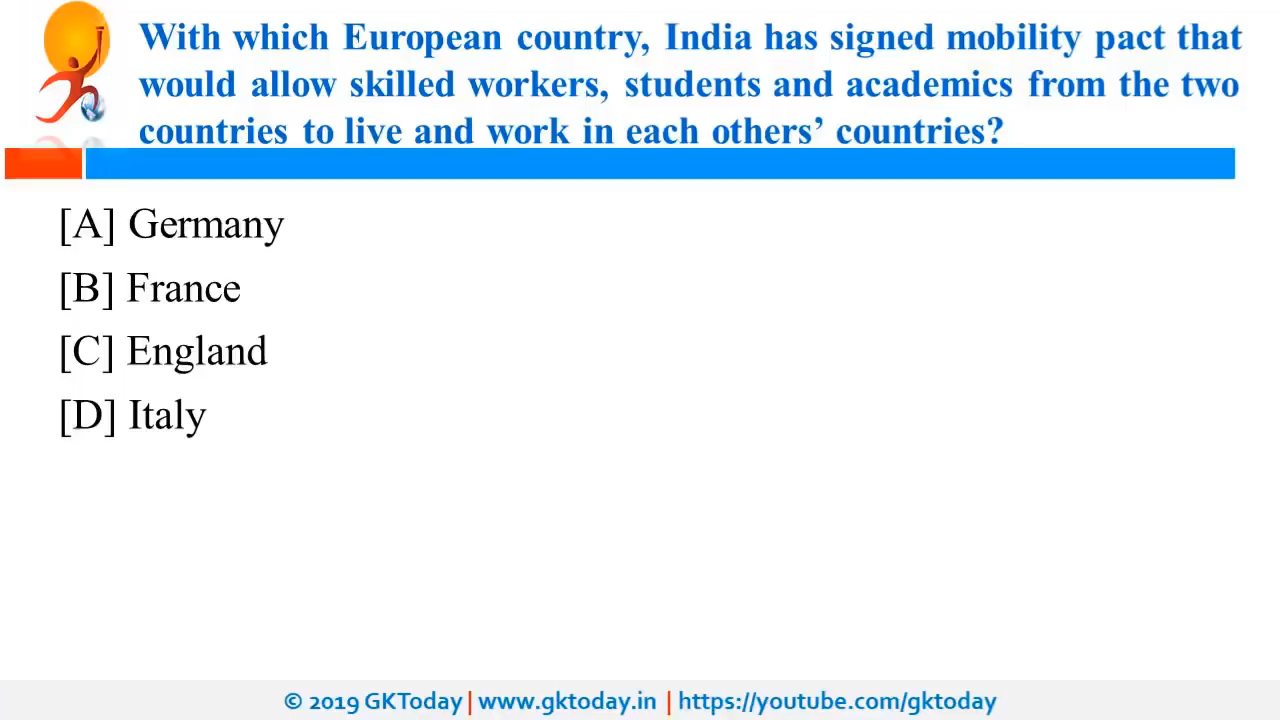 With which European country, India has signed mobility pact that
would allow skilled workers, students and academics from the two
countries to live and work in each others’ countries?
[A] Germany
[B] France
[C] England
[D] Italy
© 2019 GKToday | www.gktoday.in | https://youtube.com/gktoday